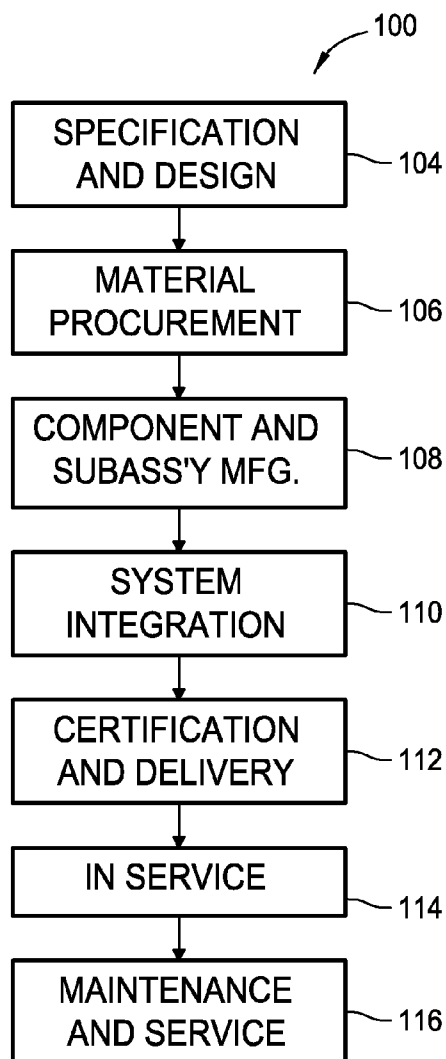 100
SPECIFICATION
AND DESIGN
104
MATERIAL
PROCUREMENT
106
COMPONENT AND
SUBASS'Y MFG.
108
SYSTEM
INTEGRATION
110
CERTIFICATION
AND DELIVERY
112
IN SERVICE
114
MAINTENANCE
AND SERVICE
116